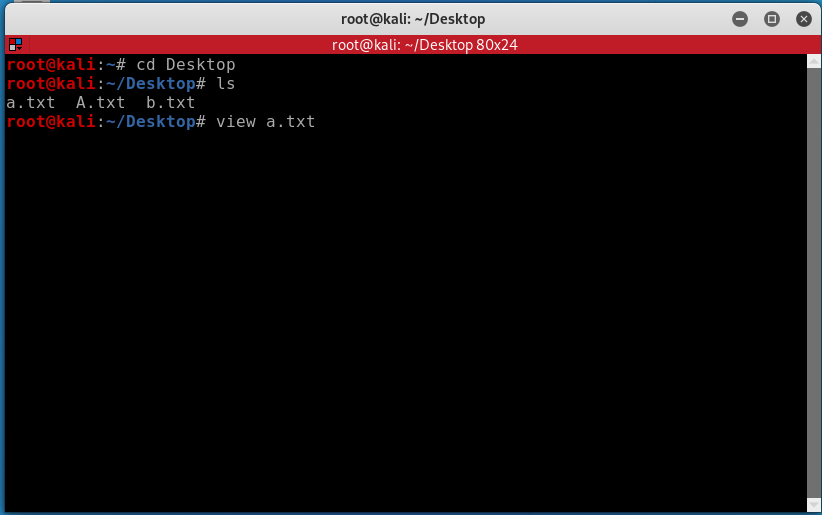 root@kali: ~/Desktop
root@kali: ~/Desktop 80x24
root@kali:~# cd Desktop
root@kali:~/Desktop# ls
a.txt  A.txt  b.txt
root@kali:~/Desktop# view a.txt